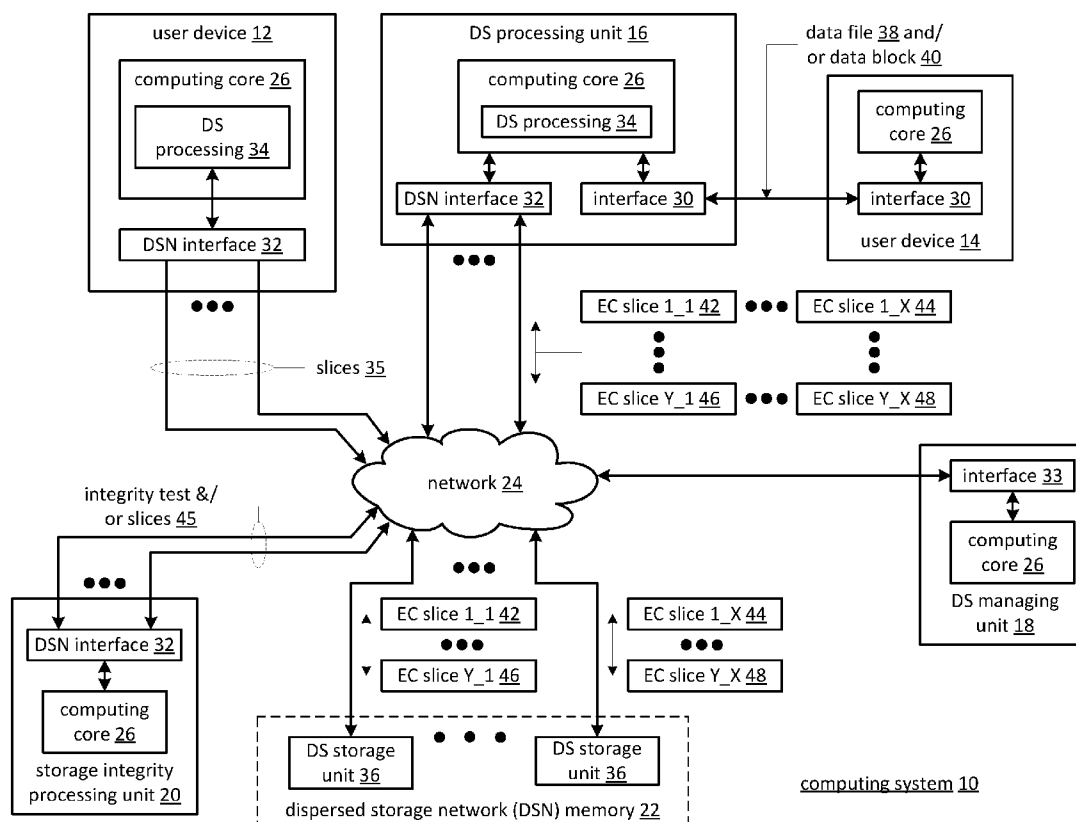 user device 12
computing core 26
DS
processing 34
DSN interface 32
DS processing unit 16
computing core 26
DS processing 34
DSN interface 32
interface 30
data file 38 and/
or data block 40
computing
core 26
interface 30
user device 14
EC slice 1_1 42
EC slice 1_X 44
EC slice Y_1 46
EC slice Y_X 48
slices 35
network 24
integrity test &/
or slices 45
interface 33
computing
core 26
DS managing
unit 18
DSN interface 32
computing
core 26
storage integrity
processing unit 20
EC slice 1_1 42
EC slice Y_1 46
EC slice 1_X 44
EC slice Y_X 48
DS storage
unit 36
DS storage
unit 36
dispersed storage network (DSN) memory 22
computing system 10